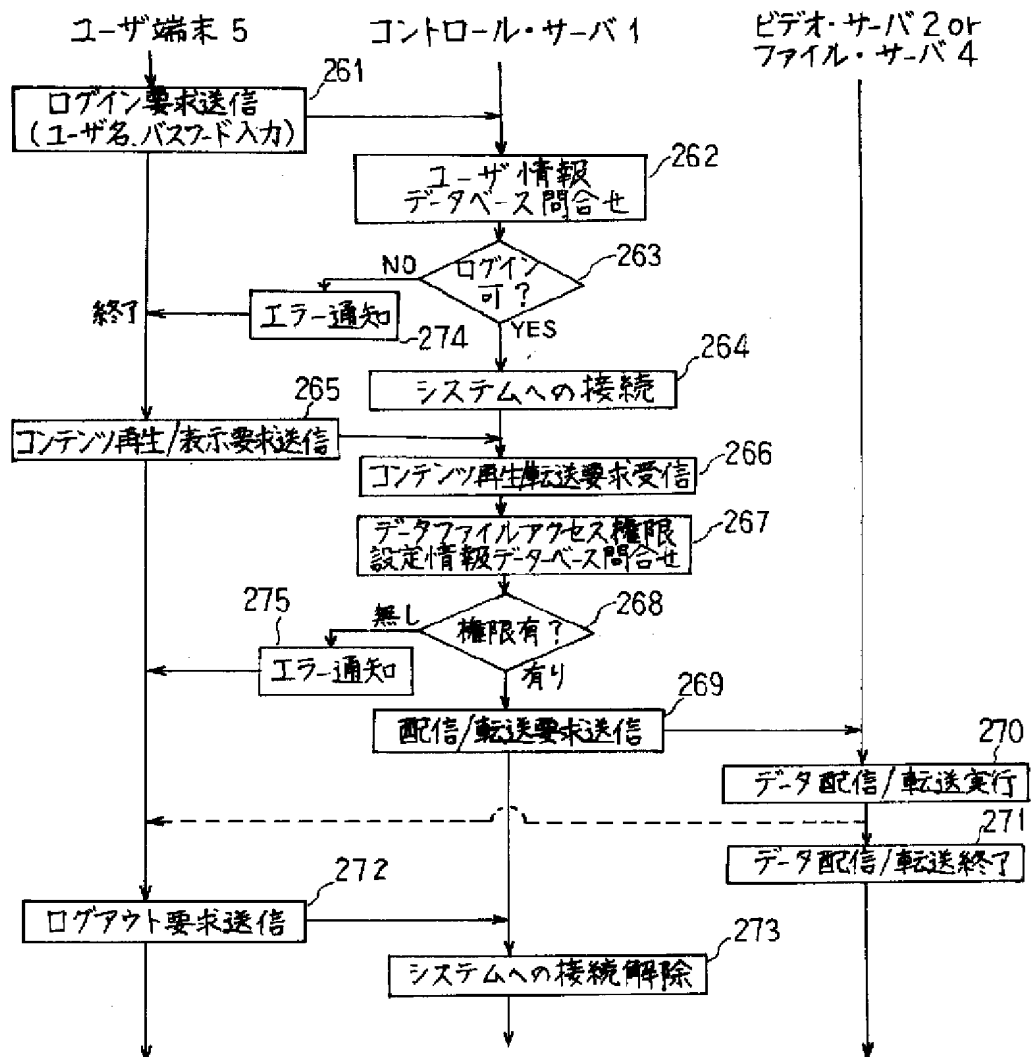 ユーザ端末 5
コントロール・サーバ 1
ビデオ・サーバ 2 or
ファイル・サーバ 4
261
ログイン要求送信
(ユーザ名、パスワード入力)
262
ユーザ情報
データベース問合せ
263
ログイン
可?
NO
YES
終了
エラー通知
274
264
システムへの接続
265
コンテンツ再生/表示要求送信
266
コンテンツ再生/転送要求受信
267
データファイルアクセス権限
設定情報データーベース問合せ
268
権限有?
無し
有り
275
エラー通知
269
配信/転送要求送信
270
データ配信/転送実行
271
データ配信/転送終了
272
ログアウト要求送信
273
システムへの接続解除